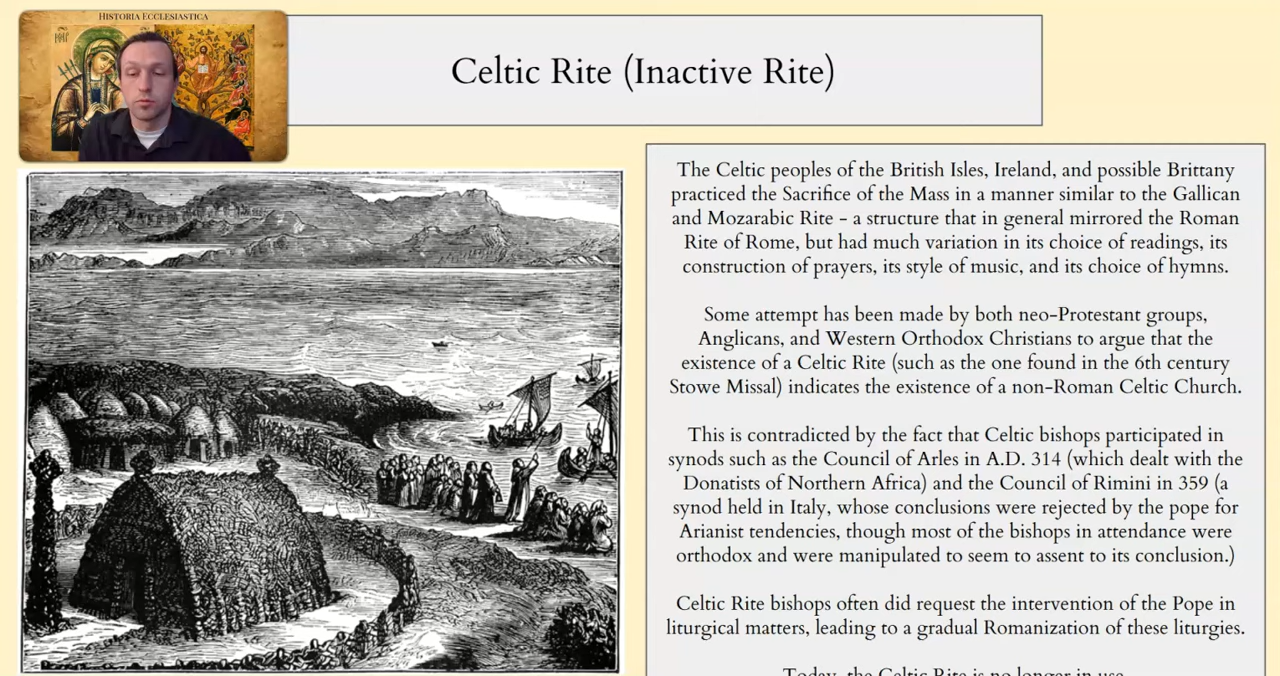 HISTORIA ECCLESIASTICA
Celtic Rite (Inactive Rite)
The Celtic peoples of the British Isles, Ireland, and possible Brittany
practiced the Sacrifice of the Mass in a manner similar to the Gallican
and Mozarabic Rite - a structure that in general mirrored the Roman
Rite of Rome, but had much variation in its choice of readings, its
construction of prayers, its style of music, and its choice of hymns.
Some attempt has been made by both neo-Protestant groups,
Anglicans, and Western Orthodox Christians to argue that the
existence of a Celtic Rite (such as the one found in the 6th century
Stowe Missal) indicates the existence of a non-Roman Celtic Church.
This is contradicted by the fact that Celtic bishops participated in
synods such as the Council of Arles in A.D. 314 (which dealt with the
Donatists of Northern Africa) and the Council of Rimini in 359 (a
synod held in Italy, whose conclusions were rejected by the pope for
Arianist tendencies, though most of the bishops in attendance were
orthodox and were manipulated to seem to assent to its conclusion.)
Celtic Rite bishops often did request the intervention of the Pope in
liturgical matters, leading to a gradual Romanization of these liturgies.
Today, the Celtic Rite is no longer in use